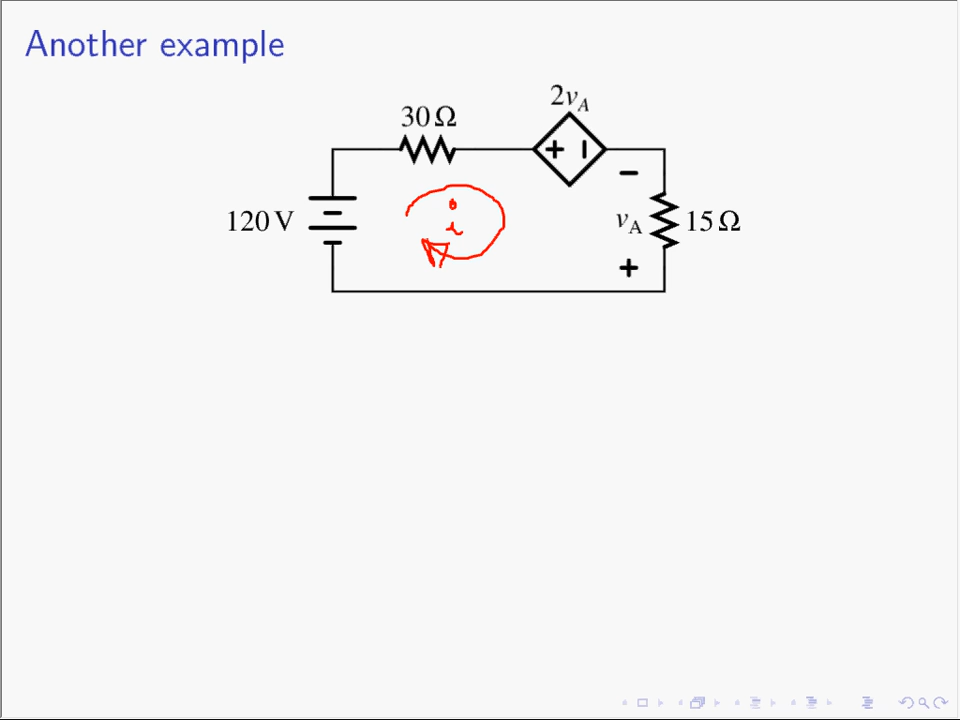 Another example
2v_A
30 Ω
+ −
−
120 V
i
v_A
15 Ω
+